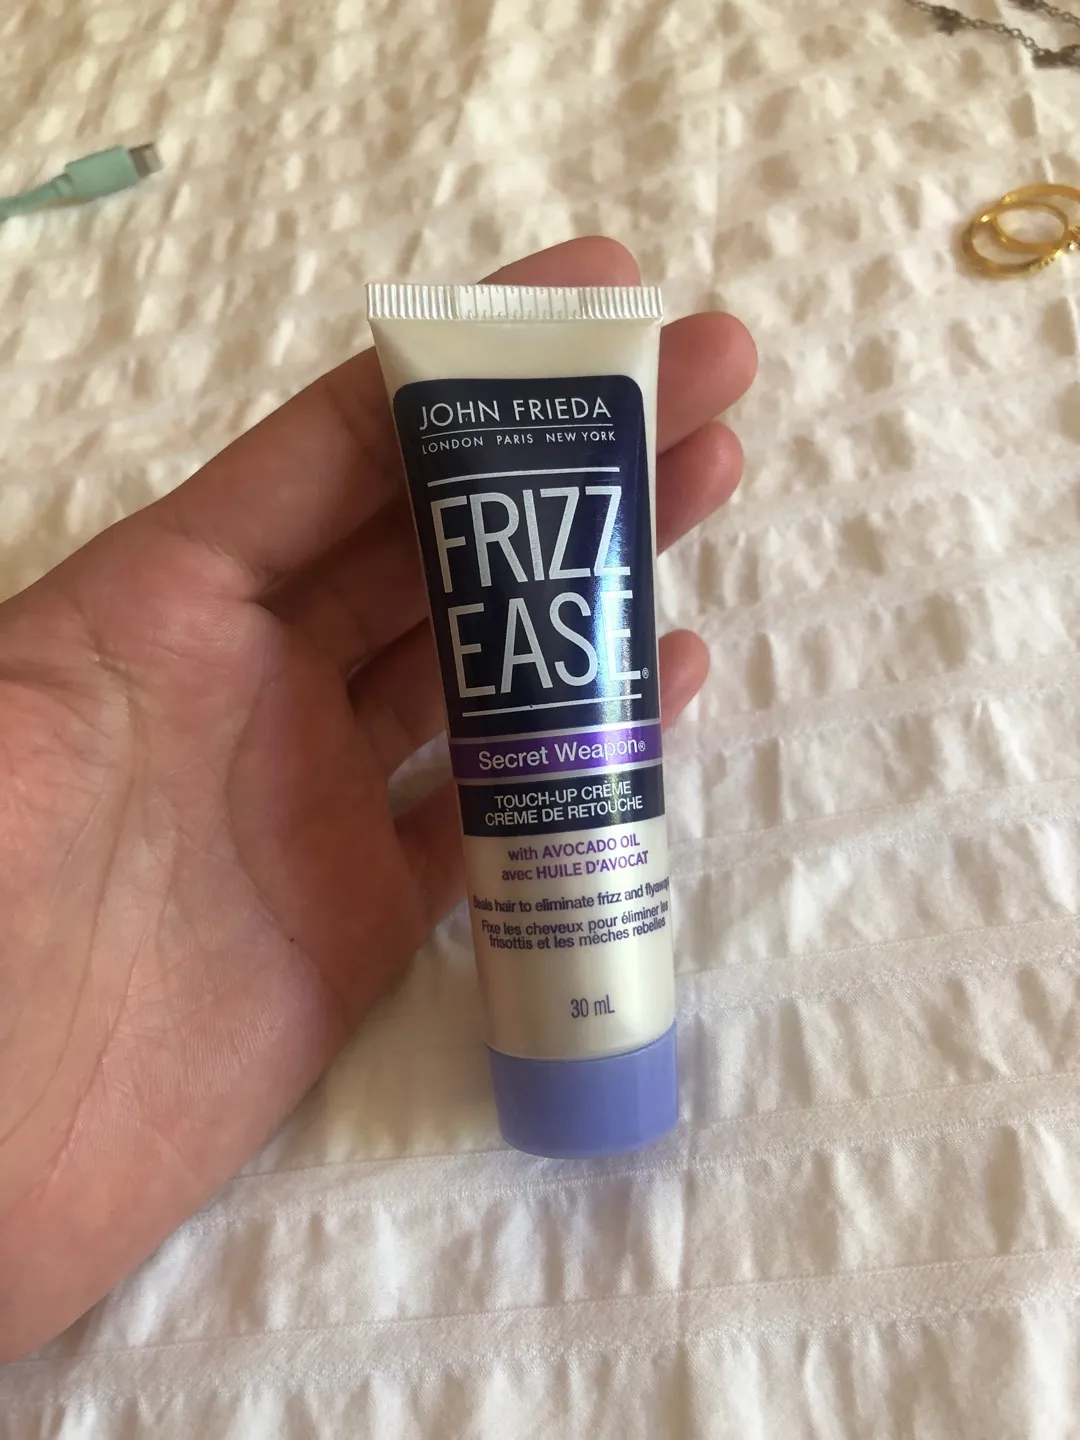 JOHN FRIEDA
LONDON PARIS NEW YORK
FRIZZ
EASE®
Secret Weapon®
TOUCH-UP CRÈME
CRÈME DE RETOUCHE
with AVOCADO OIL
avec HUILE D'AVOCAT
Seals hair to eliminate frizz and flyaways
Fixe les cheveux pour éliminer les
frisottis et les mèches rebelles
30 mL